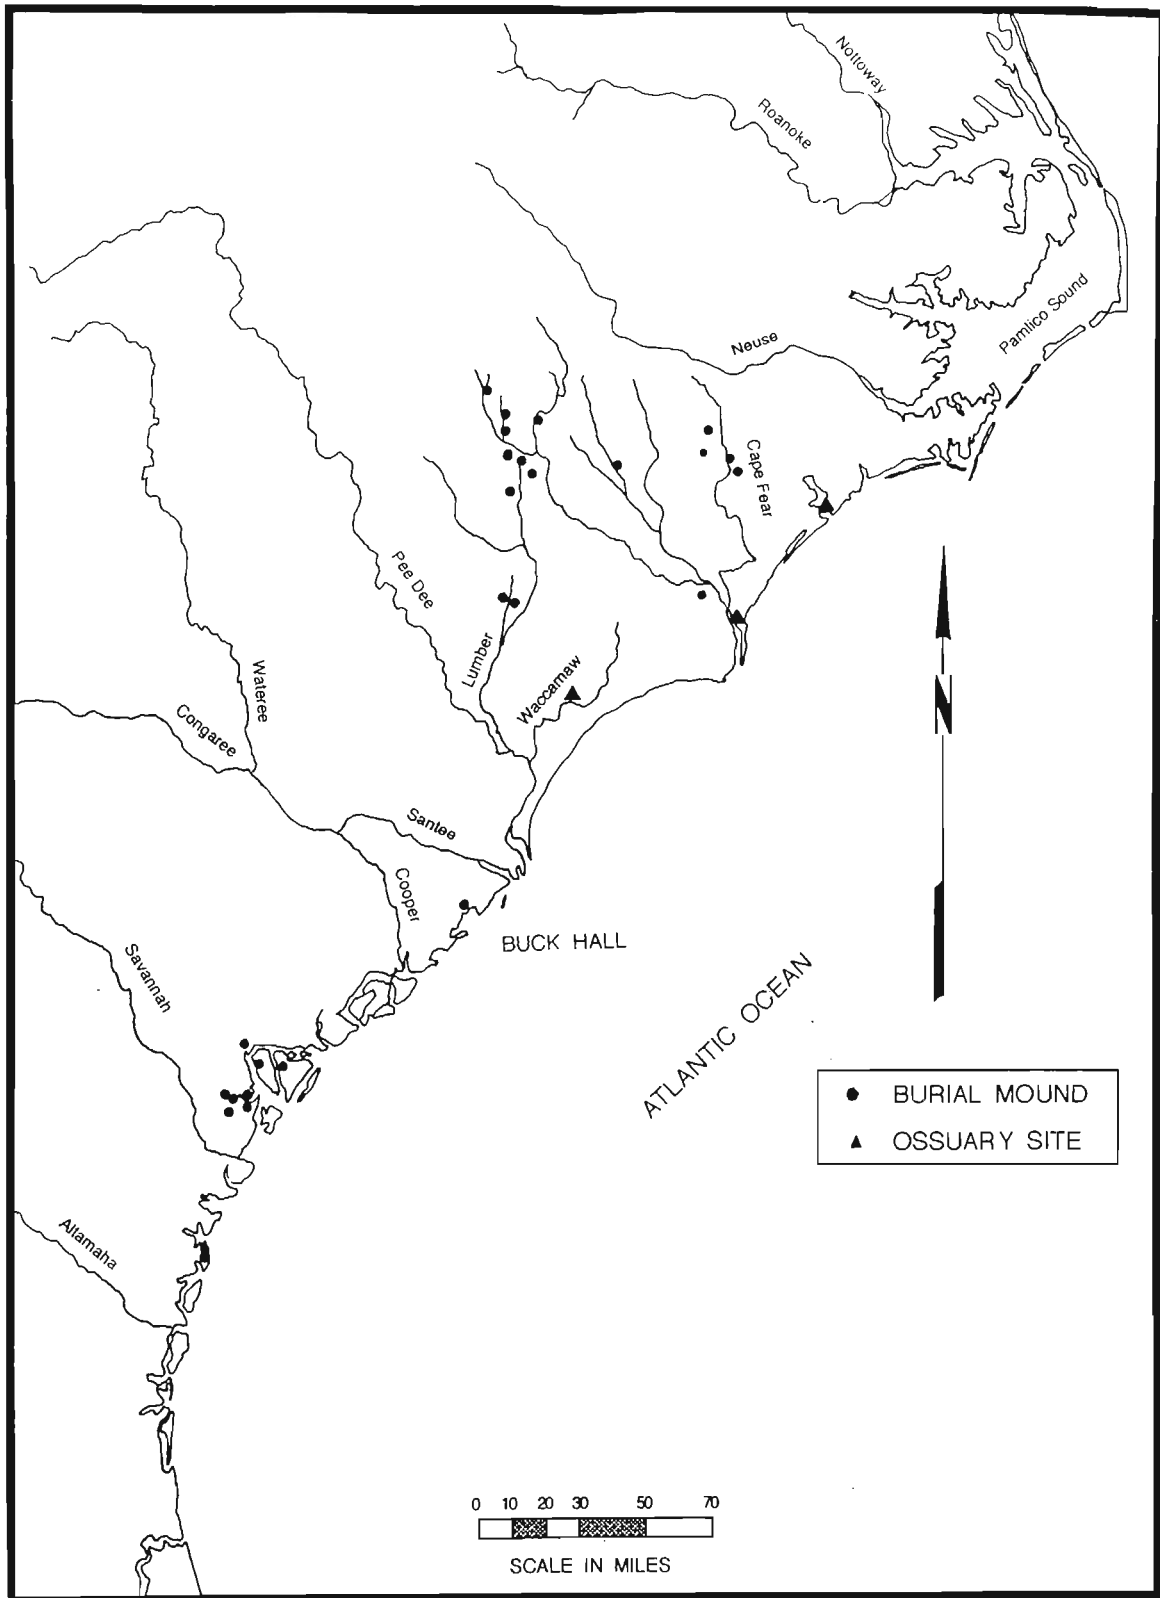 Nottoway
Roanoke
Pamlico Sound
Neuse
Cape Fear
Pee Dee
Lumber
Waccamaw
Wateree
Congaree
Santee
Cooper
BUCK HALL
Savannah
ATLANTIC OCEAN
N
BURIAL MOUND
OSSUARY SITE
Altamaha
0 10 20 30 50 70
SCALE IN MILES